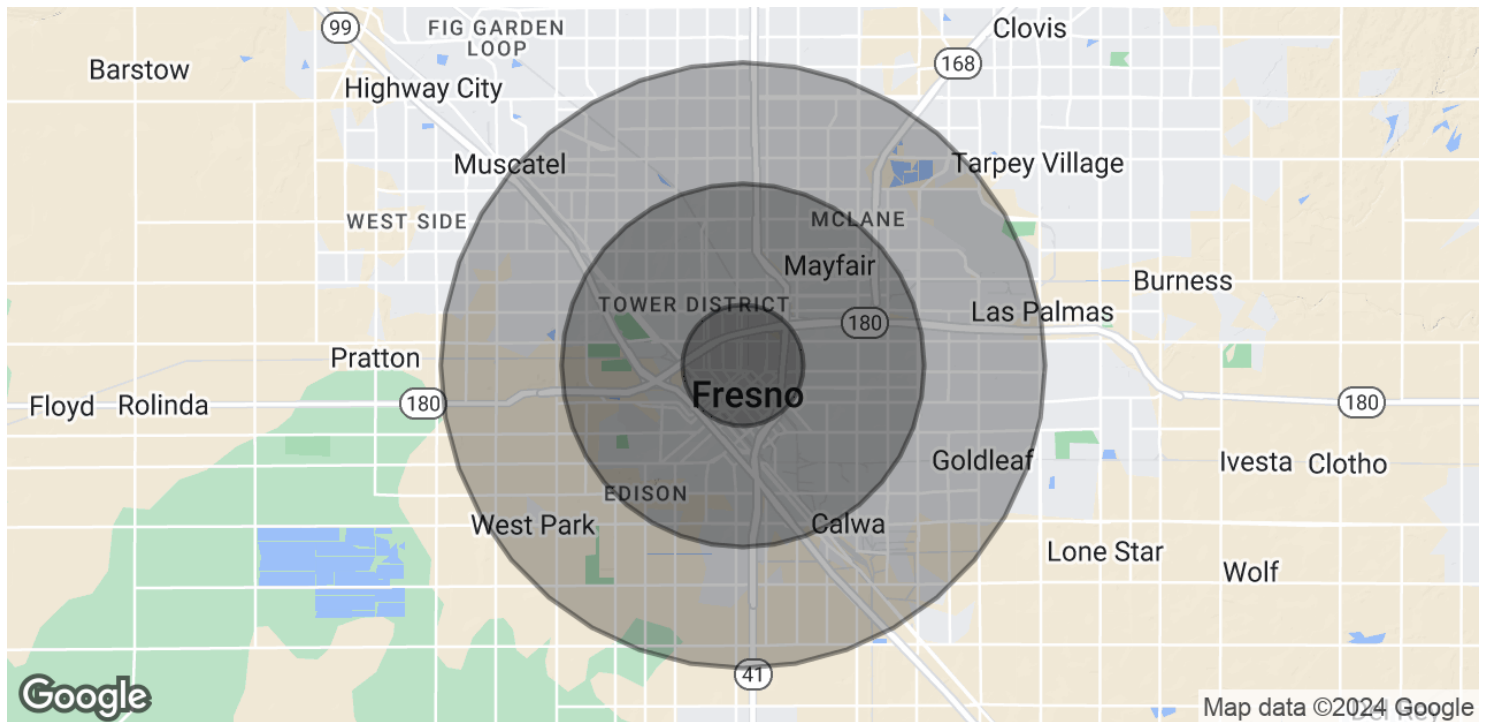 99
FIG GARDEN
LOOP
Clovis
Barstow
168
Highway City
Muscatel
Tarpey Village
WEST SIDE
MCLANE
Mayfair
Burness
TOWER DISTRICT
180
Las Palmas
Pratton
Fresno
Floyd
Rolinda
180
180
Goldleaf
Ivesta
Clotho
EDISON
West Park
Calwa
Lone Star
Wolf
41
Google
Map data ©2024 Google